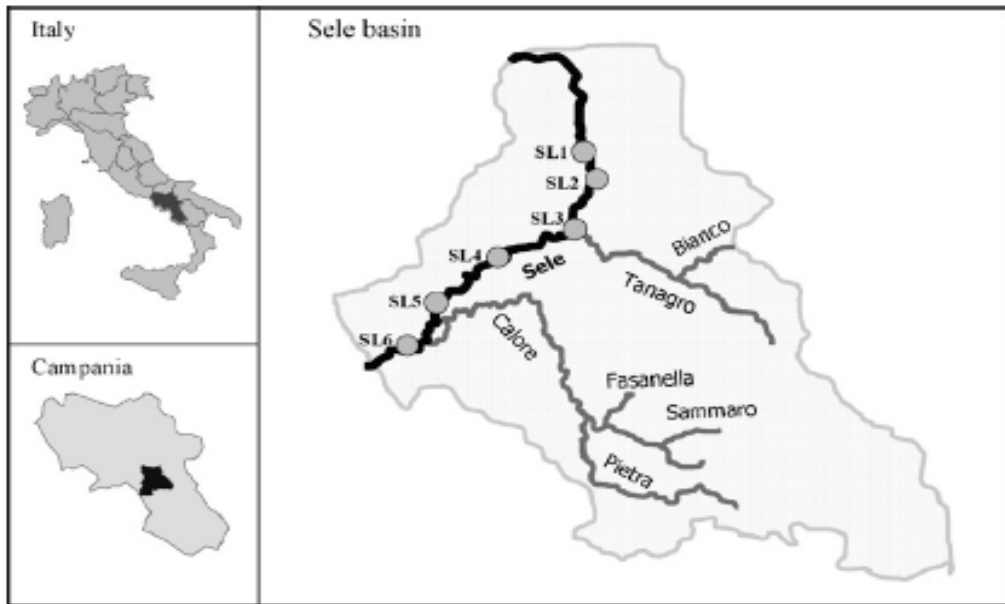 Italy
Sele basin
SL1
SL2
SL3
Bianco
SL4
Sele
Tanagro
SL5
Calore
SL6
Campania
Fasanella
Sammaro
Pietra